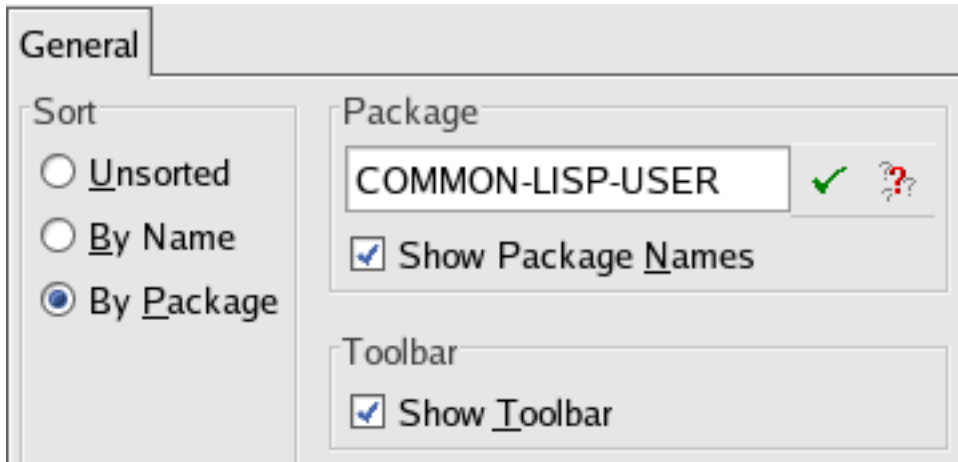 General
Sort
Unsorted
By Name
By Package
Package
COMMON-LISP-USER
Show Package Names
Toolbar
Show Toolbar